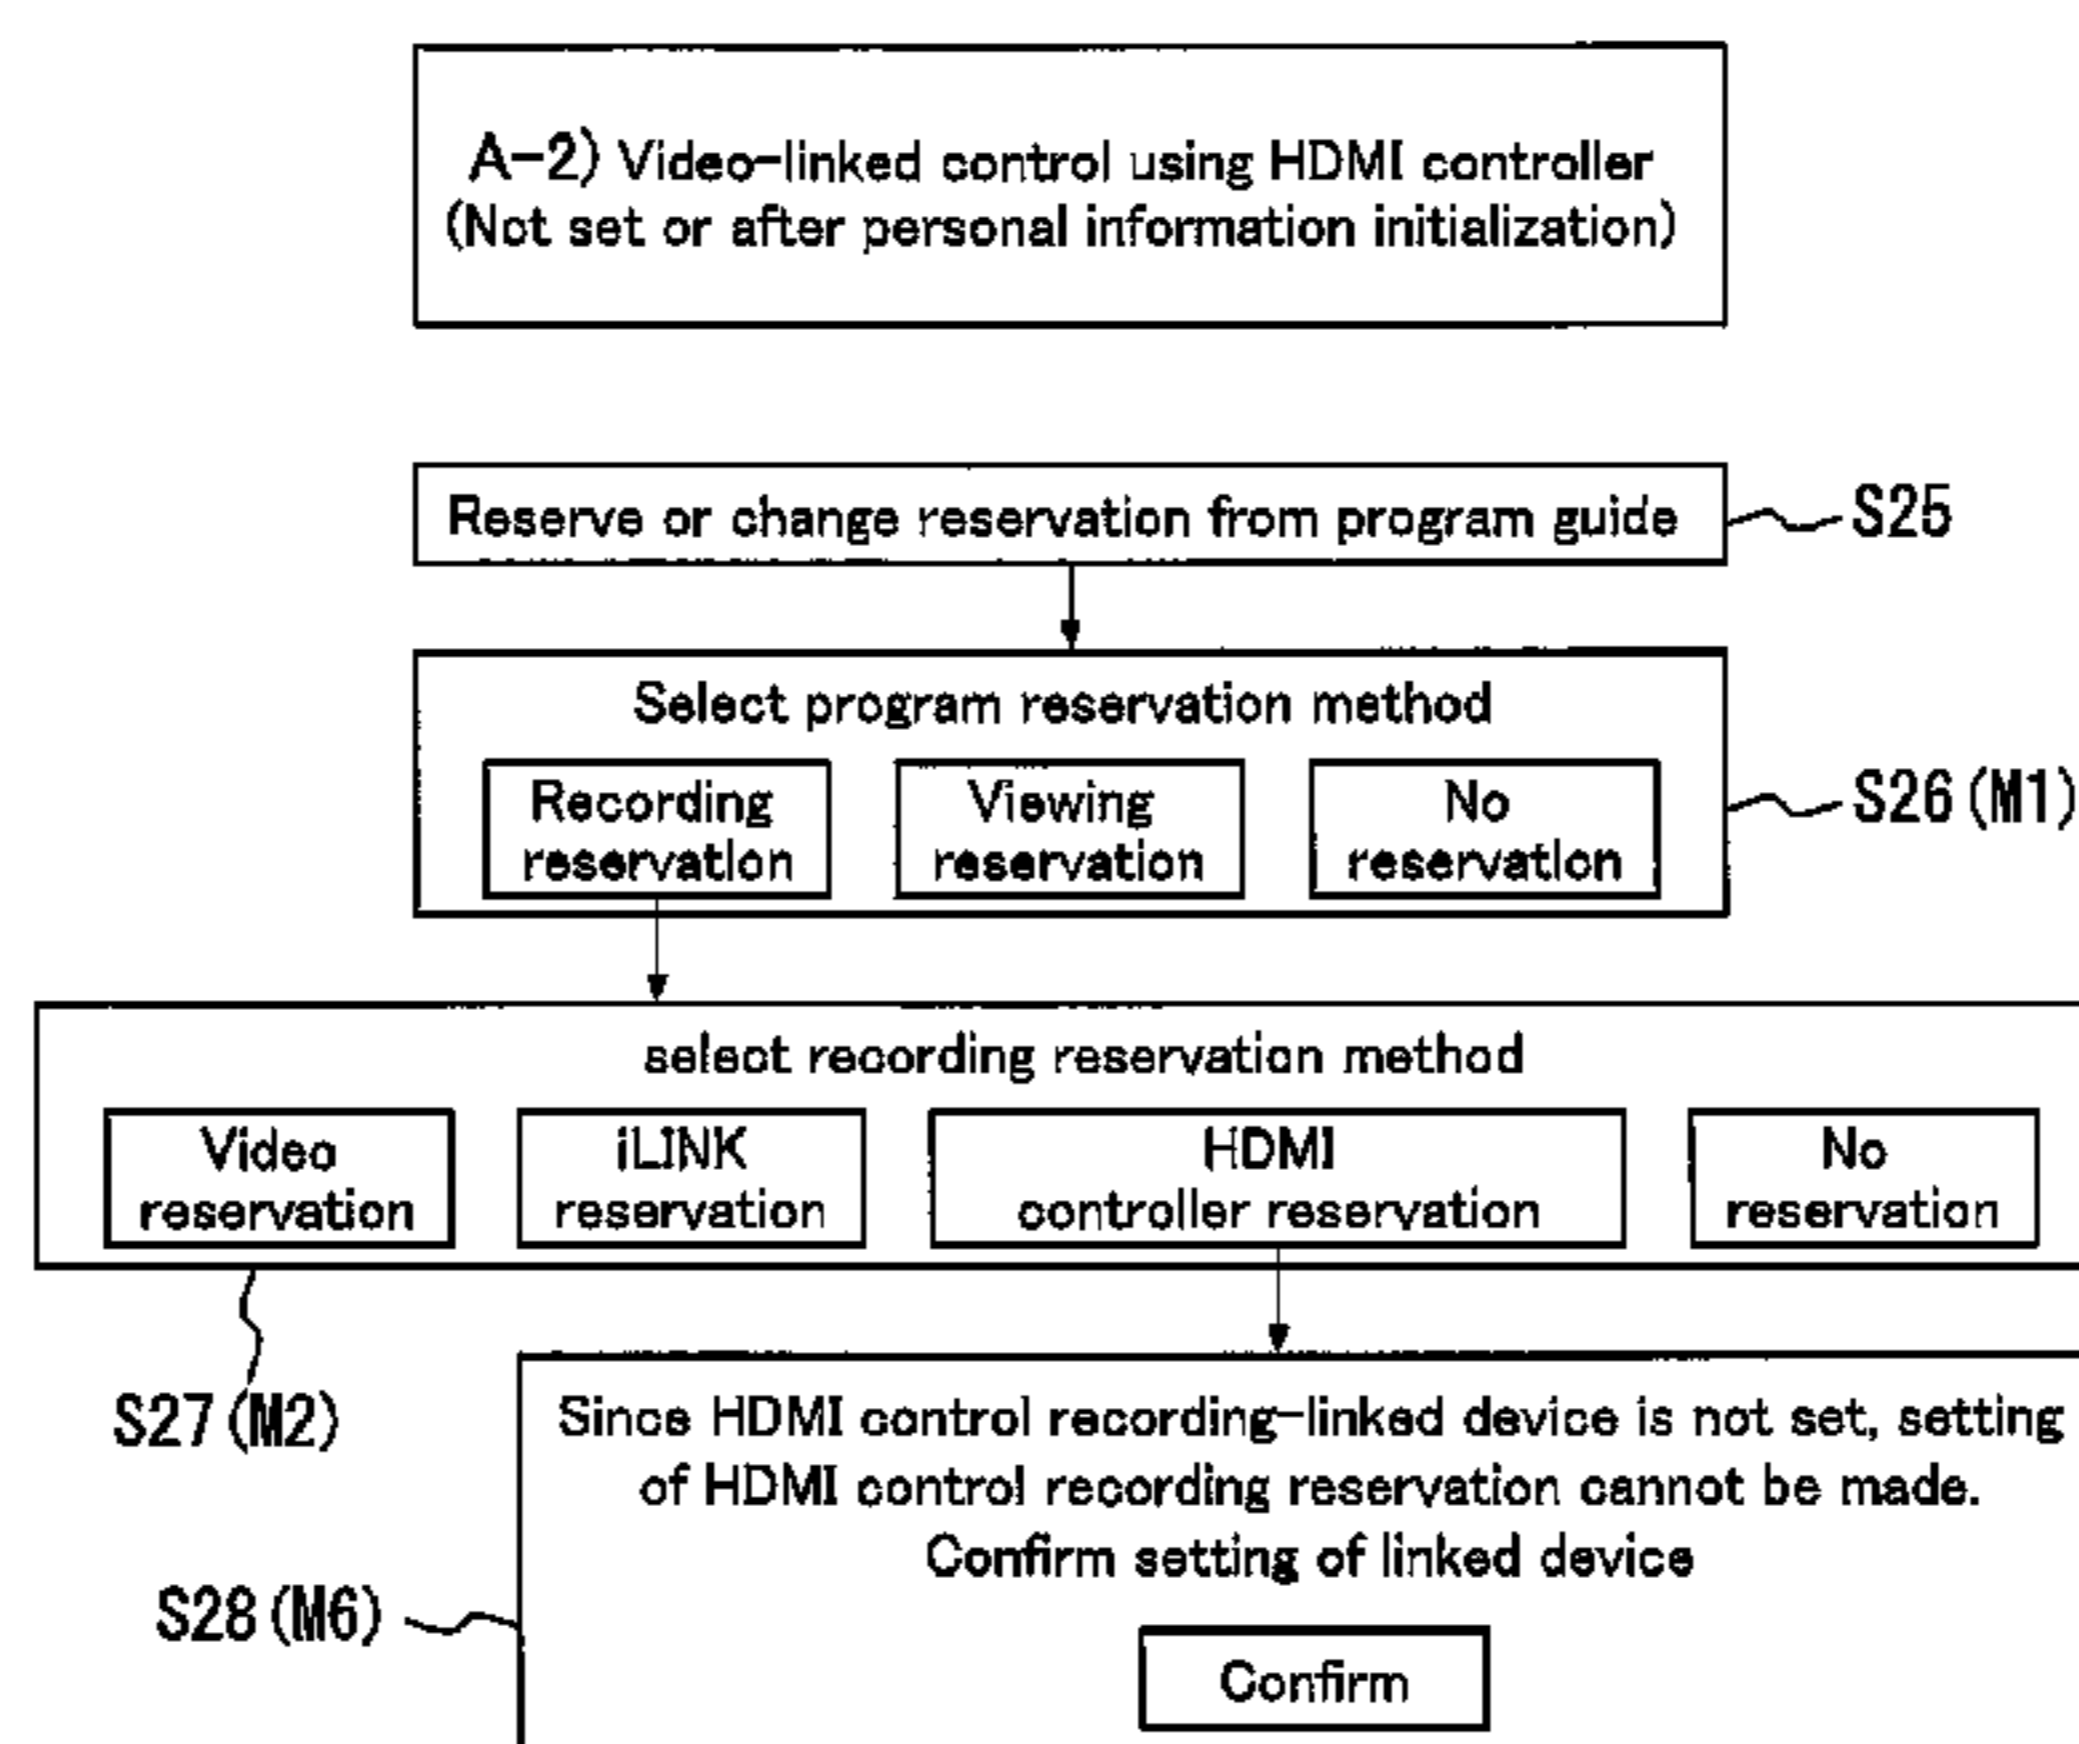 A-2) Video-linked control using HDMI controller
(Not set or after personal information initialization)
Reserve or change reservation from program guide
S25
Select program reservation method
Recording
reservation
Viewing
reservation
No
reservation
S26 (M1)
select recording reservation method
Video
reservation
iLINK
reservation
HDMI
controller reservation
No
reservation
S27 (M2)
Since HDMI control recording-linked device is not set, setting
of HDMI control recording reservation cannot be made.
Confirm setting of linked device
S28 (M6)
Confirm